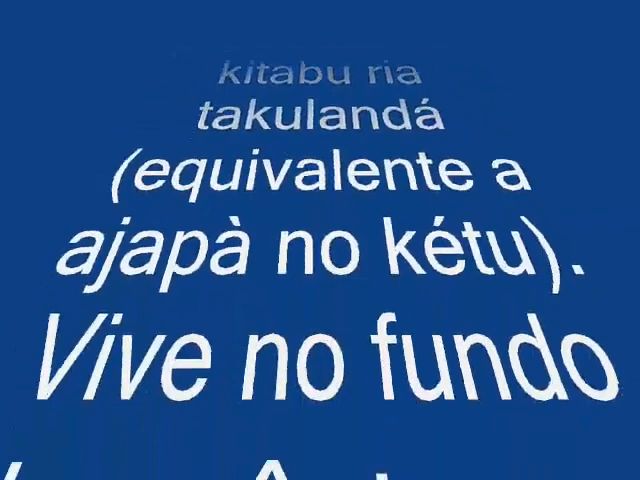 kitabu ria
takulandá
(equivalente a
ajapà no kétu).
Vive no fundo